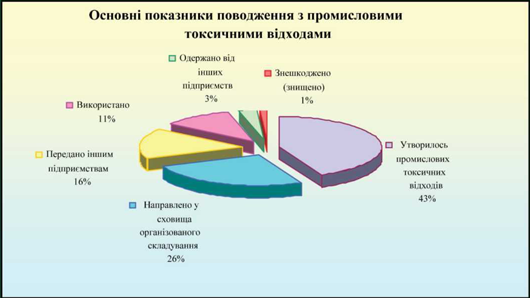 Основні показники поводження з промисловими
токсичними відходами
Одержано від
інших
підприємств
3%
Знешкоджено
(знищено)
1%
Використано
11%
Передано іншим
підприємствам
16%
Направлено у
сховища
організованого
складування
26%
Утворилось
промислових
токсичних
відходів
43%